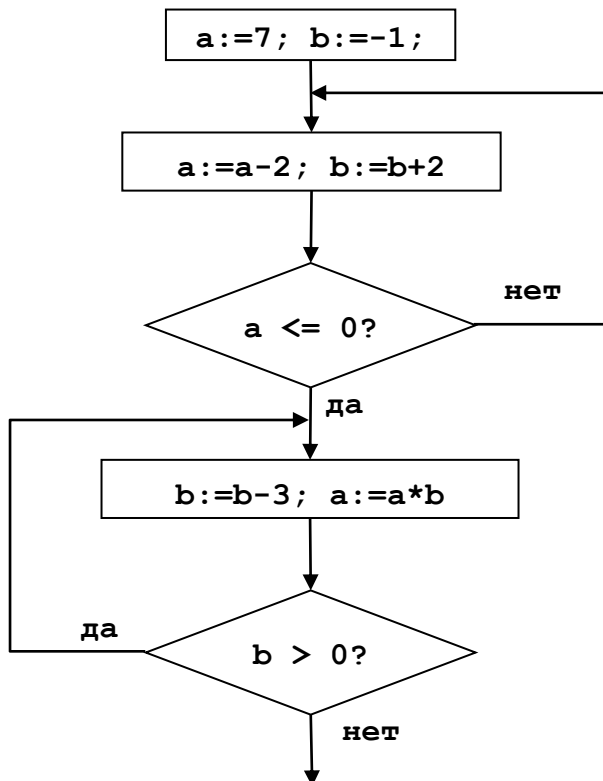 a:=7; b:=-1;
a:=a-2; b:=b+2
нет
a <= 0?
да
b:=b-3; a:=a*b
да
b > 0?
нет